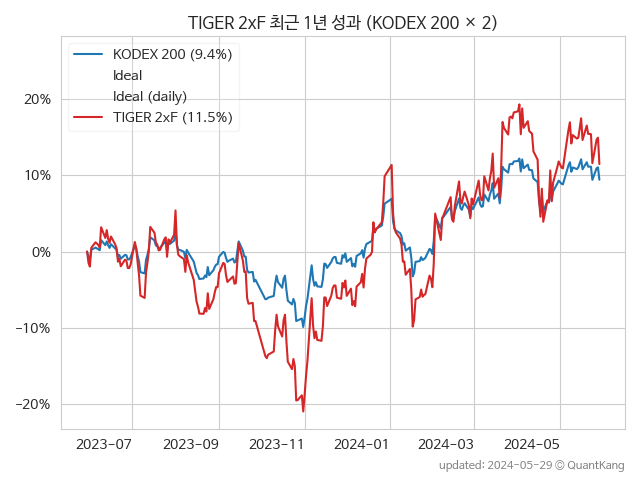 TIGER 2xF 최근 1년 성과 (KODEX 200 × 2)
KODEX 200 (9.4%)
Ideal
Ideal (daily)
TIGER 2xF (11.5%)
20%
10%
0%
−10%
−20%
2023-07 2023-09 2023-11 2024-01 2024-03 2024-05
updated: 2024-05-29 © QuantKang